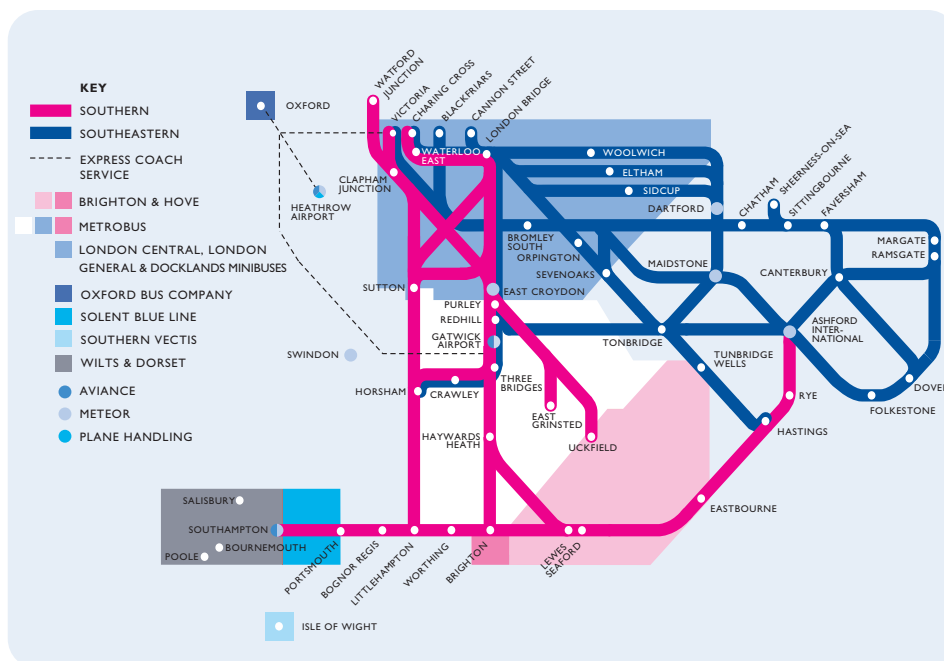 KEY
SOUTHERN
SOUTHEASTERN
EXPRESS COACH
SERVICE
BRIGHTON & HOVE
METROBUS
LONDON CENTRAL, LONDON
GENERAL & DOCKLANDS MINIBUSES
OXFORD BUS COMPANY
SOLENT BLUE LINE
SOUTHERN VECTIS
WILTS & DORSET
AVIANCE
METEOR
PLANE HANDLING
OXFORD
HEATHROW
AIRPORT
SWINDON
WATFORD
JUNCTION
VICTORIA
CHARING CROSS
BLACKFRIARS
CANNON STREET
LONDON BRIDGE
WATERLOO
EAST
CLAPHAM
JUNCTION
WOOLWICH
ELTHAM
SIDCUP
DARTFORD
CHATHAM
SHEERNESS-ON-SEA
SITTINGBOURNE
FAVERSHAM
MARGATE
RAMSGATE
BROMLEY
SOUTH
ORPINGTON
SEVENOAKS
MAIDSTONE
CANTERBURY
SUTTON
EAST CROYDON
PURLEY
REDHILL
GATWICK
AIRPORT
TONBRIDGE
TUNBRIDGE
WELLS
ASHFORD
INTER-
NATIONAL
DOVER
FOLKESTONE
RYE
HASTINGS
HORSHAM
CRAWLEY
THREE
BRIDGES
EAST
GRINSTED
UCKFIELD
HAYWARDS
HEATH
EASTBOURNE
SALISBURY
SOUTHAMPTON
BOURNEMOUTH
POOLE
PORTSMOUTH
BOGNOR REGIS
LITTLEHAMPTON
WORTHING
BRIGHTON
LEWES
SEAFORD
ISLE OF WIGHT